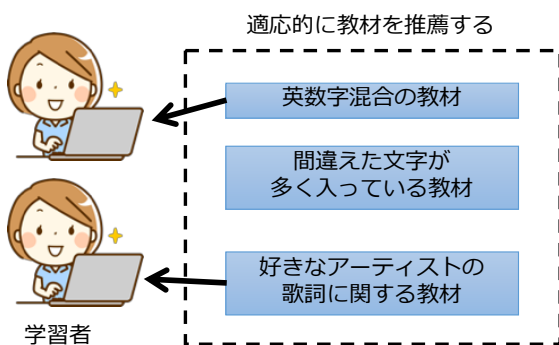 適応的に教材を推薦する
英数字混合の教材
間違えた文字が
多く入っている教材
好きなアーティストの
歌詞に関する教材
学習者